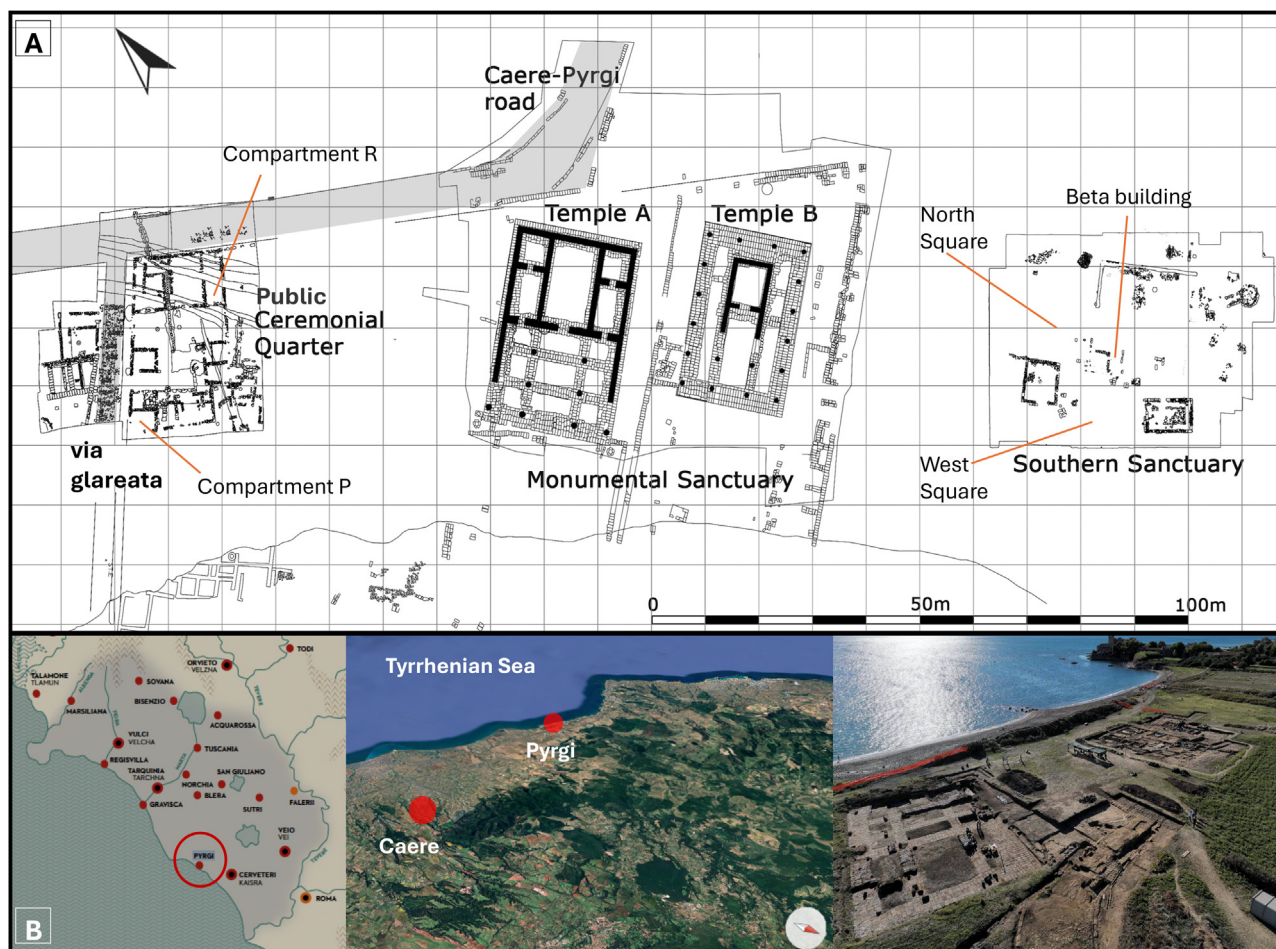 A
Caere-Pyrgi
road
Compartment R
Temple A
Temple B
North
Square
Beta building
Public
Ceremonial
Quarter
via
glareata
Compartment P
Monumental Sanctuary
West
Square
Southern Sanctuary
0
50m
100m
B
TALAMONE
TLAMUN
ALBEGNA
SOVANA
ORVIETO
VELZNA
TODI
MARSILIANA
BISENZIO
FIORA
ACQUAROSSA
VULCI
VELCHA
TUSCANIA
REGISVILLA
TARQUINIA
TARCHNA
NORCHIA
SAN GIULIANO
GRAVISCA
BLERA
SUTRI
FALERII
VEIO
VEI
PYRGI
CERVETERI
KAISRA
ROMA
TEVERE
Tyrrhenian Sea
Pyrgi
Caere